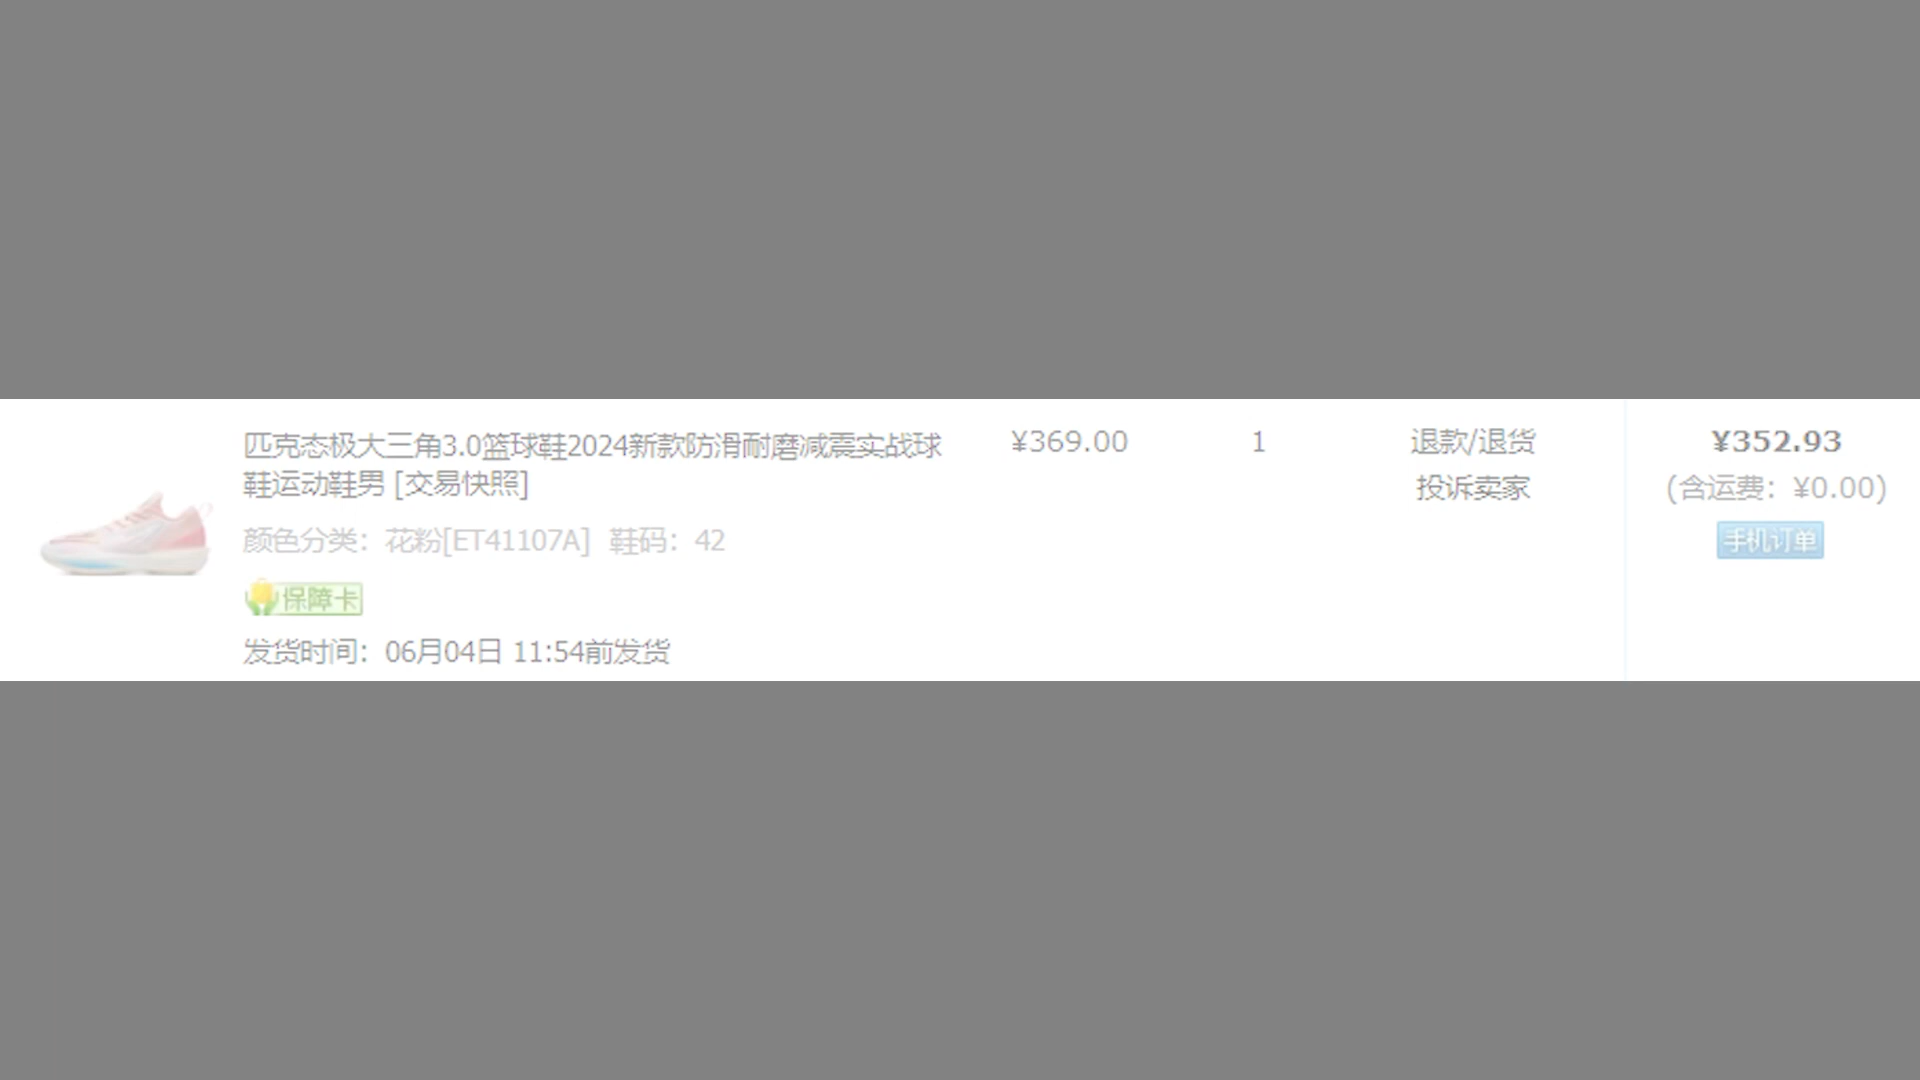 匹克态极大三角3.0篮球鞋2024新款防滑耐磨减震实战球
鞋运动鞋男 [交易快照]
颜色分类：花粉[ET41107A] 鞋码：42
保障卡
发货时间：06月04日 11:54前发货
¥369.00
1
退款/退货
投诉卖家
¥352.93
(含运费：¥0.00)
手机订单